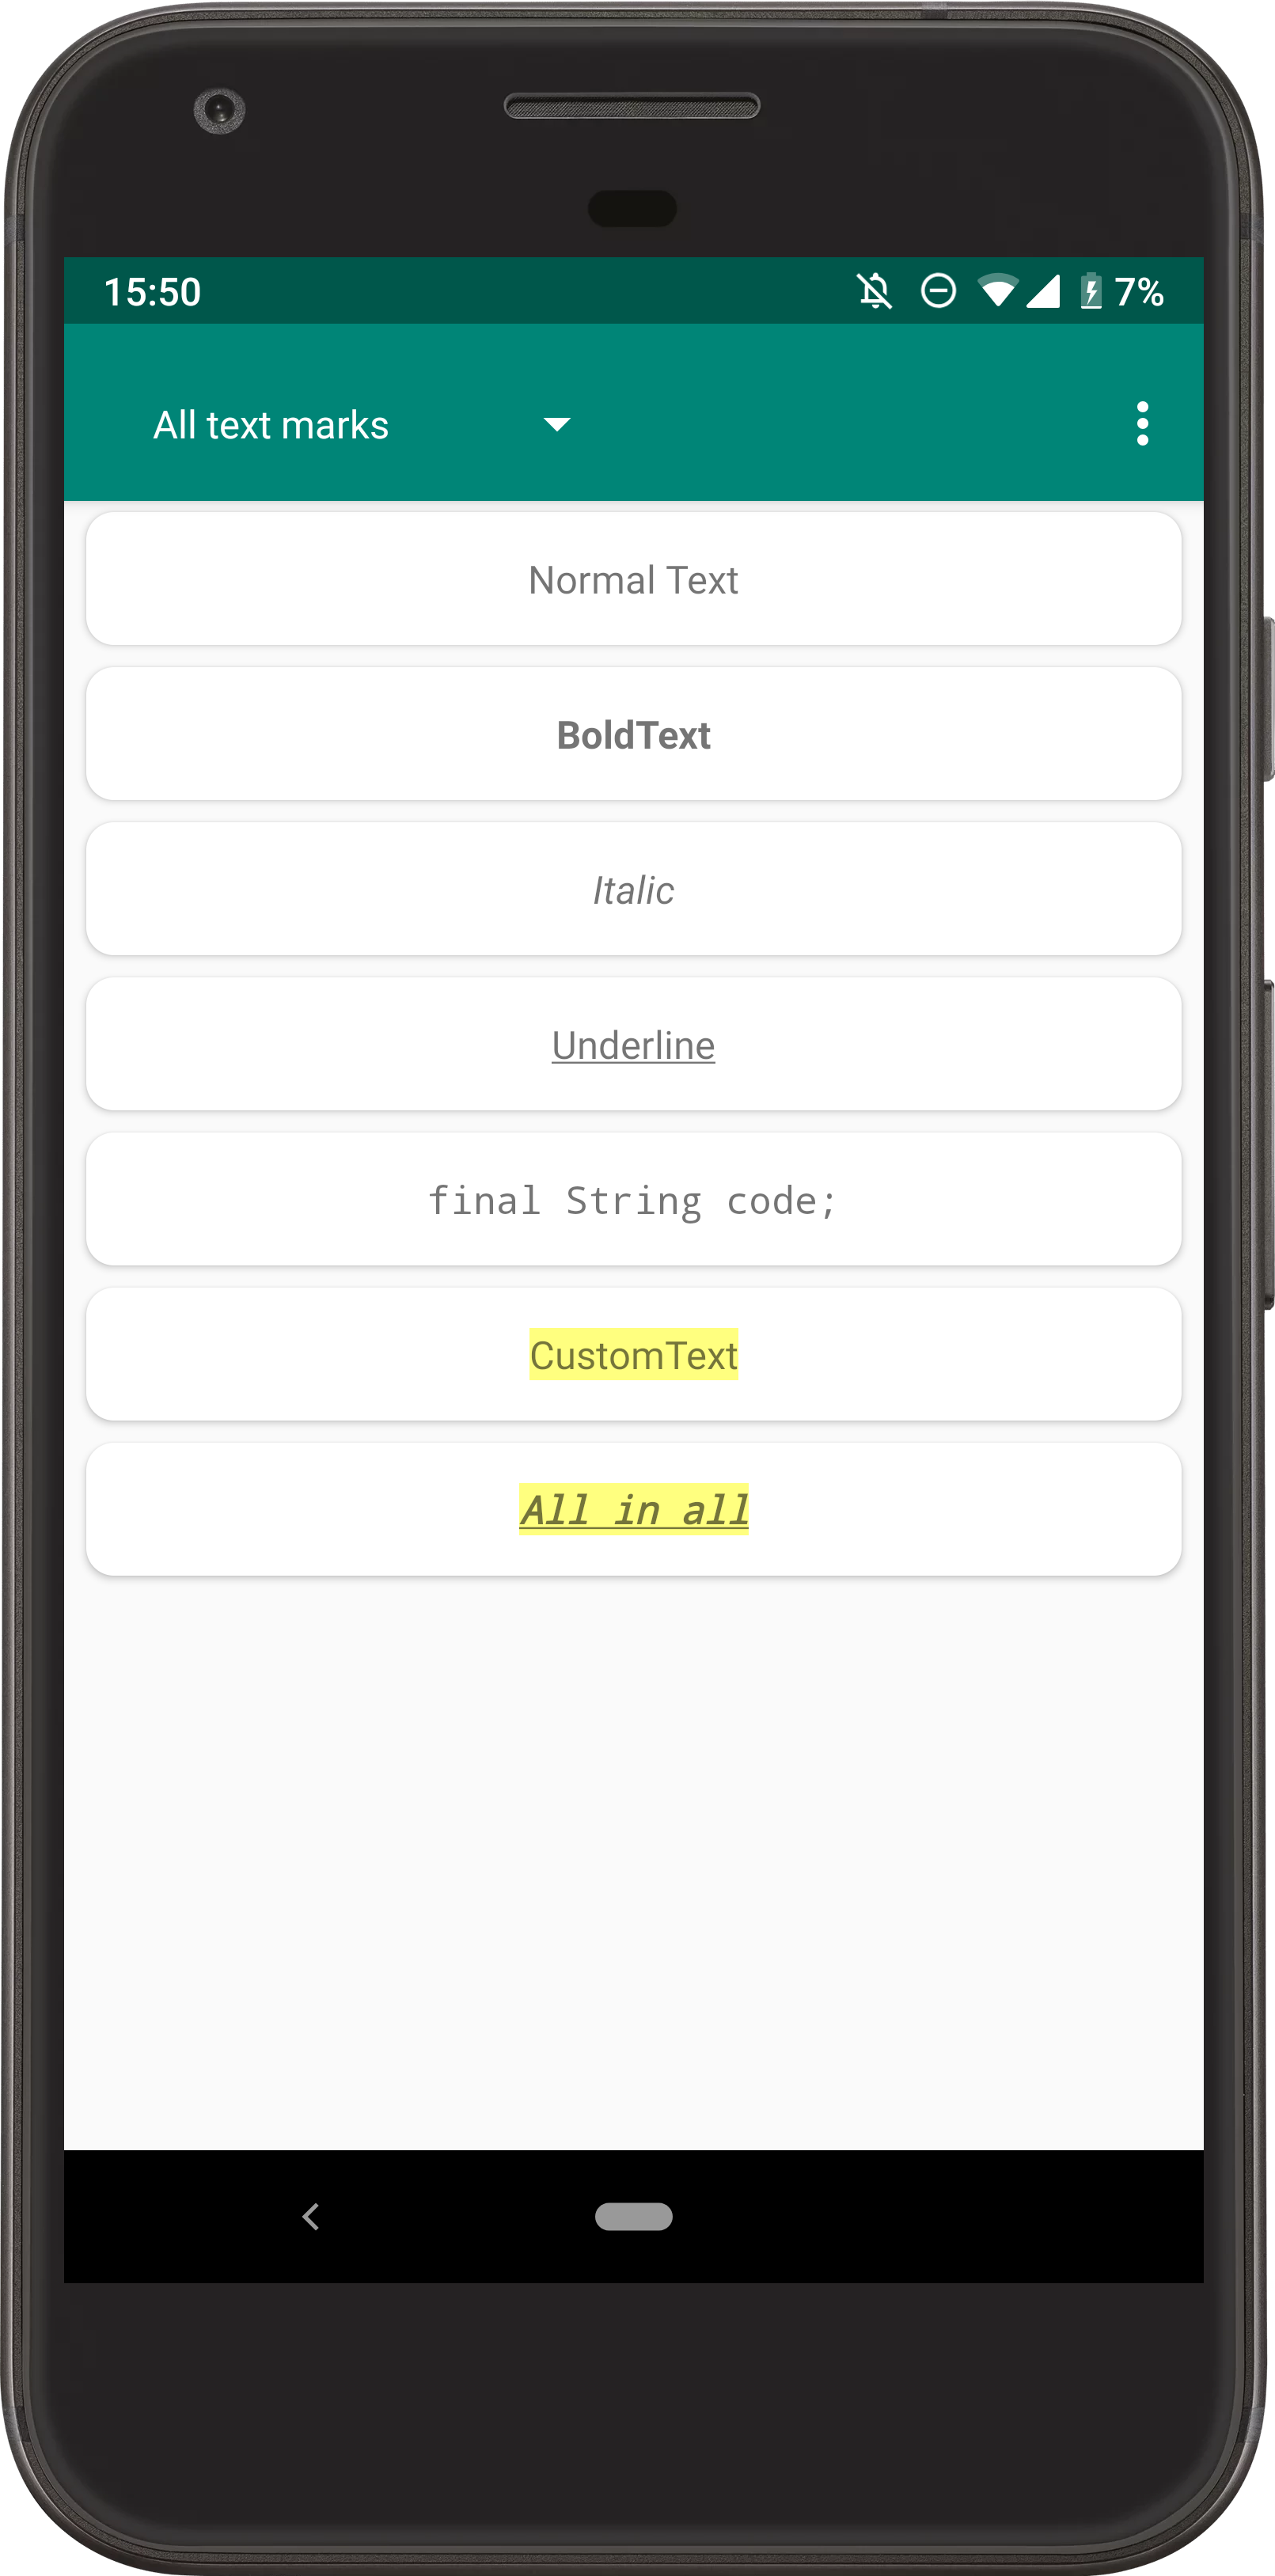 15:50 7%
All text marks
Normal Text
BoldText
Italic
Underline
final String code;
CustomText
All in all